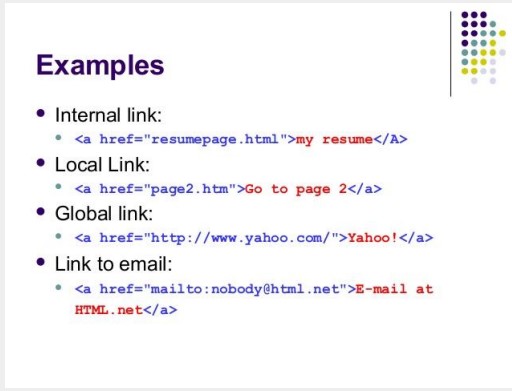 Examples
Internal link:
<a href="resumepage.html">my resume</A>
Local Link:
<a href="page2.htm">Go to page 2</a>
Global link:
<a href="http://www.yahoo.com/">Yahoo!</a>
Link to email:
<a href="mailto:nobody@html.net">E-mail at
HTML.net</a>